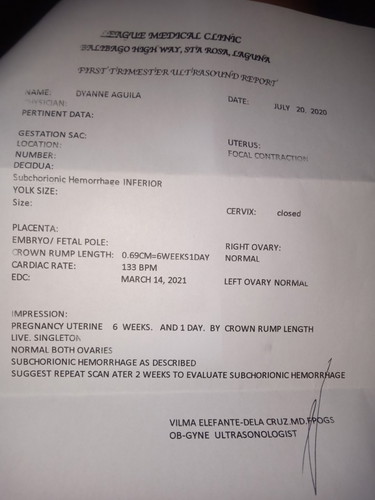 LEAGUE MEDICAL CLINIC
BALIBAGO HIGH WAY, STA ROSA, LAGUNA
FIRST TRIMESTER ULTRASOUND REPORT
NAME: DYANNE AGUILA
DATE: JULY 20, 2020
PHYSICIAN:
PERTINENT DATA:
GESTATION SAC:
LOCATION:
NUMBER:
DECIDUA:
Subchorionic Hemorrhage INFERIOR
YOLK SIZE:
Size:
UTERUS:
FOCAL CONTRACTION
CERVIX: closed
PLACENTA:
EMBRYO/ FETAL POLE:
CROWN RUMP LENGTH: 0.69CM=6WEEKS1DAY
CARDIAC RATE: 133 BPM
EDC: MARCH 14, 2021
RIGHT OVARY:
NORMAL
LEFT OVARY NORMAL
IMPRESSION:
PREGNANCY UTERINE 6 WEEKS. AND 1 DAY. BY CROWN RUMP LENGTH
LIVE. SINGLETON
NORMAL BOTH OVARIES
SUBCHORIONIC HEMORRHAGE AS DESCRIBED
SUGGEST REPEAT SCAN ATER 2 WEEKS TO EVALUATE SUBCHORIONIC HEMORRHAGE
VILMA ELEFANTE-DELA CRUZ.MD.FPOGS
OB-GYNE ULTRASONOLOGIST